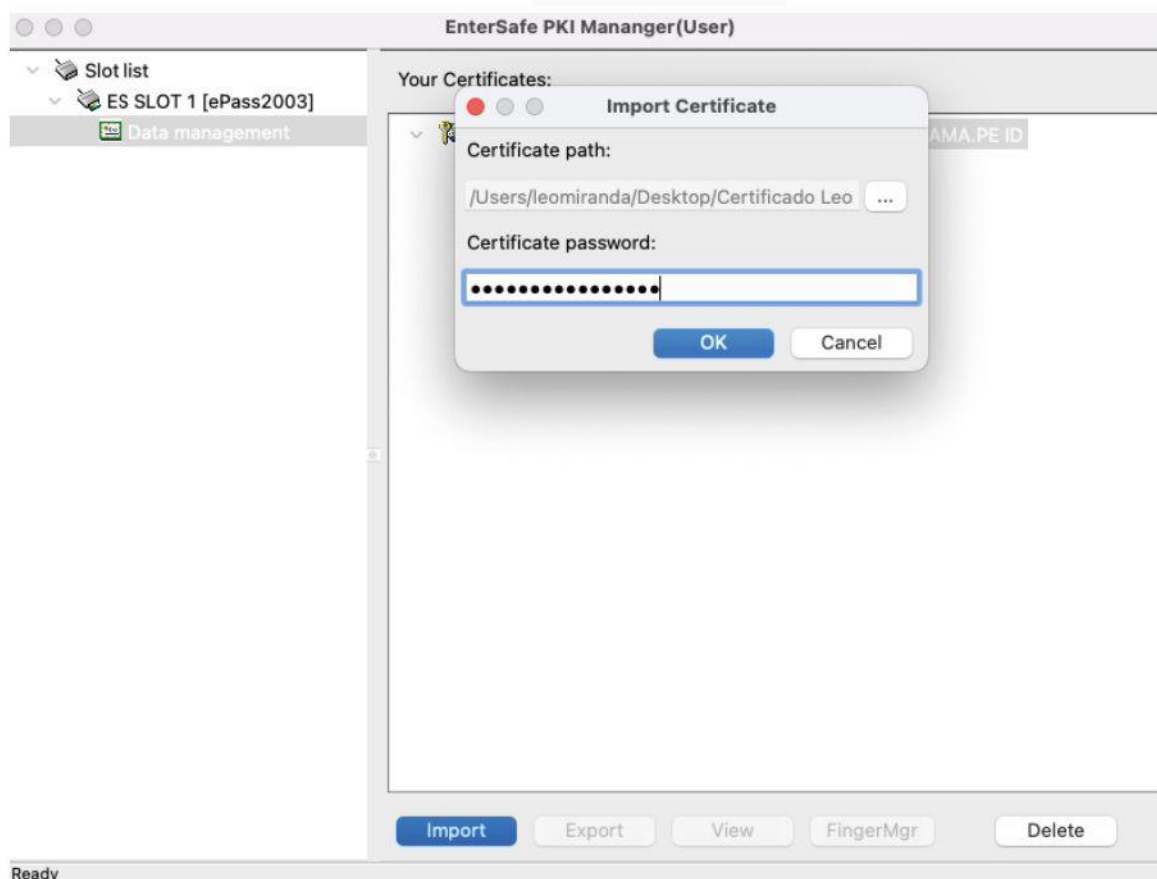 EnterSafe PKI Mananger(User)
Slot list
ES SLOT 1 [ePass2003]
Data management
Your Certificates:
AMA.PE ID
Import Certificate
Certificate path:
/Users/leomiranda/Desktop/Certificado Leo
...
Certificate password:
••••••••••••••••
OK
Cancel
Import
Export
View
FingerMgr
Delete
Ready